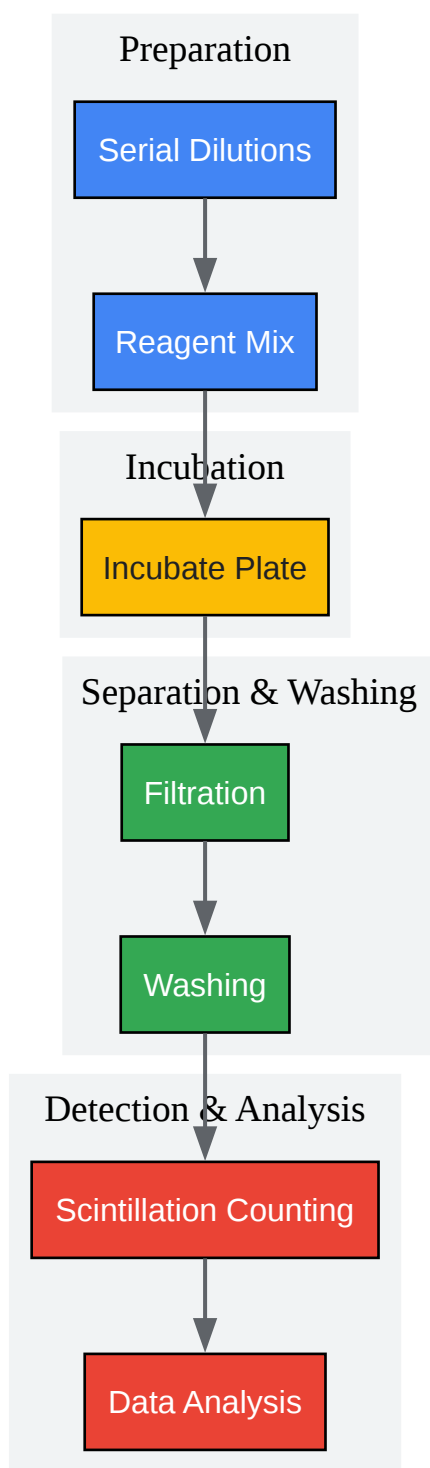 Preparation
Serial Dilutions
Reagent Mix
Incubation
Incubate Plate
Separation & Washing
Filtration
Washing
Detection & Analysis
Scintillation Counting
Data Analysis